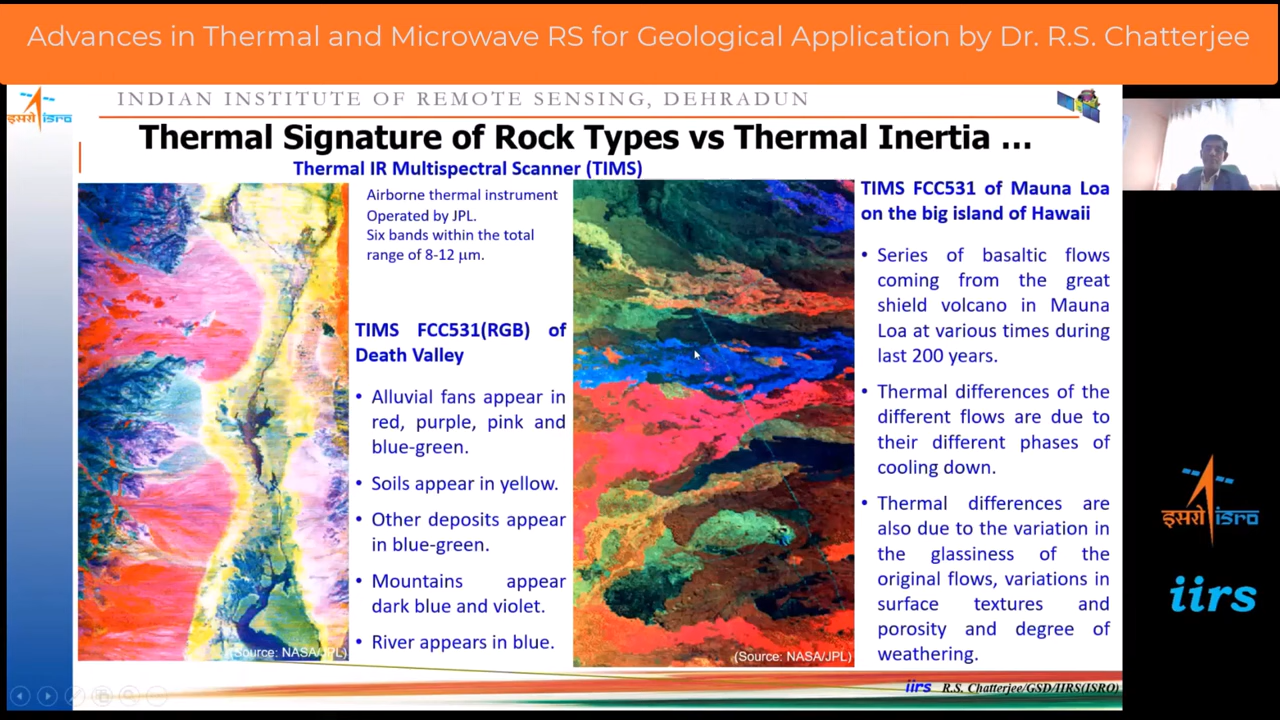 Advances in Thermal and Microwave RS for Geological Application by Dr. R.S. Chatterjee
इसरो isro
INDIAN INSTITUTE OF REMOTE SENSING, DEHRADUN
Thermal Signature of Rock Types vs Thermal Inertia ...
Thermal IR Multispectral Scanner (TIMS)
Airborne thermal instrument
Operated by JPL.
Six bands within the total
range of 8-12 µm.
TIMS FCC531(RGB) of
Death Valley
• Alluvial fans appear in
red, purple, pink and
blue-green.
• Soils appear in yellow.
• Other deposits appear
in blue-green.
• Mountains appear
dark blue and violet.
• River appears in blue.
(Source: NASA/JPL)
(Source: NASA/JPL)
TIMS FCC531 of Mauna Loa
on the big island of Hawaii
• Series of basaltic flows
coming from the great
shield volcano in Mauna
Loa at various times during
last 200 years.
• Thermal differences of the
different flows are due to
their different phases of
cooling down.
• Thermal differences are
also due to the variation in
the glassiness of the
original flows, variations in
surface textures and
porosity and degree of
weathering.
iirs R.S. Chatterjee/GSD/IIRS(ISRO)
इसरो isro
iirs